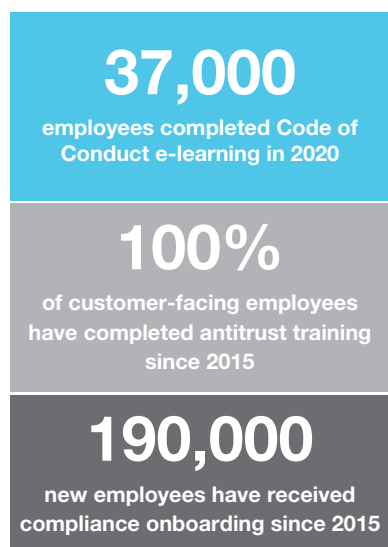 37,000
employees completed Code of
Conduct e-learning in 2020
100%
of customer-facing employees
have completed antitrust training
since 2015
190,000
new employees have received
compliance onboarding since 2015